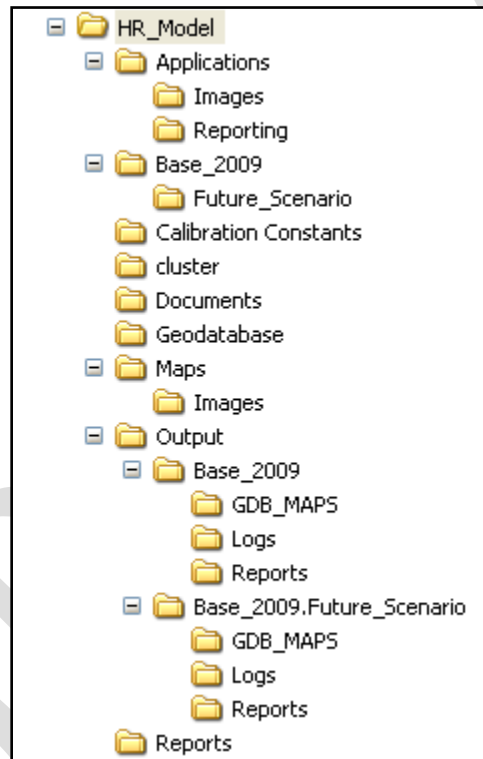 HR_Model
Applications
Images
Reporting
Base_2009
Future_Scenario
Calibration Constants
cluster
Documents
Geodatabase
Maps
Images
Output
Base_2009
GDB_MAPS
Logs
Reports
Base_2009.Future_Scenario
GDB_MAPS
Logs
Reports
Reports